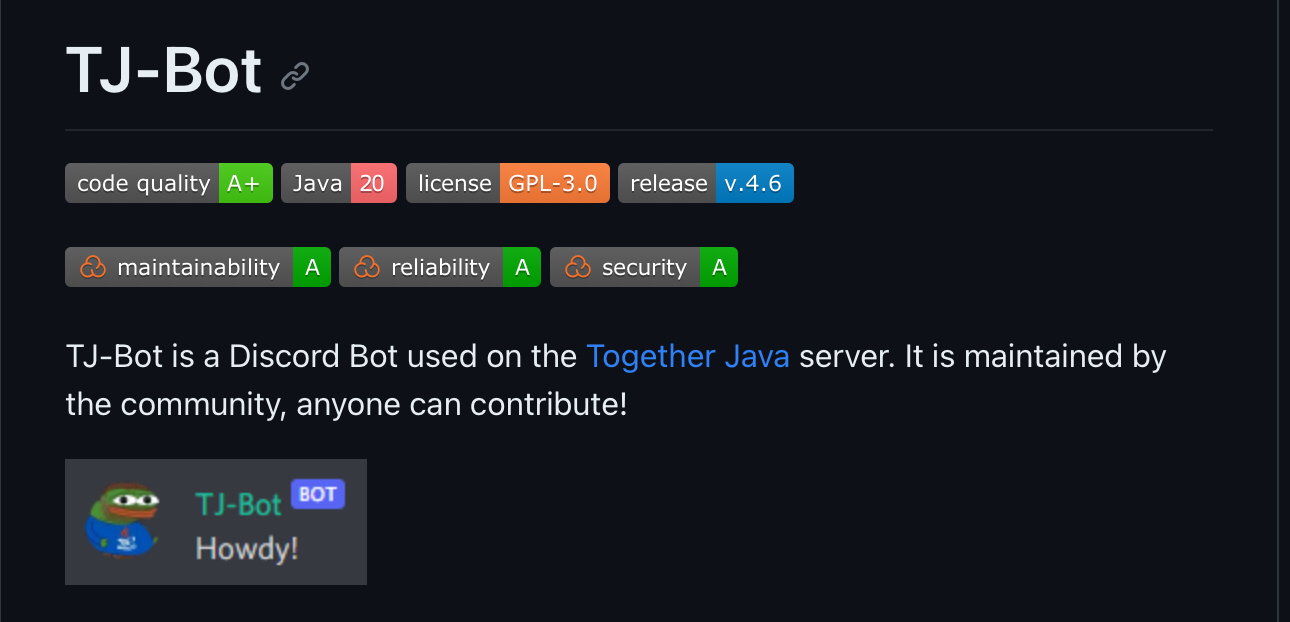 TJ-Bot
code quality A+ Java 20 license GPL-3.0 release v.4.6
maintainability A reliability A security A
TJ-Bot is a Discord Bot used on the Together Java server. It is maintained by
the community, anyone can contribute!
TJ-Bot BOT
Howdy!